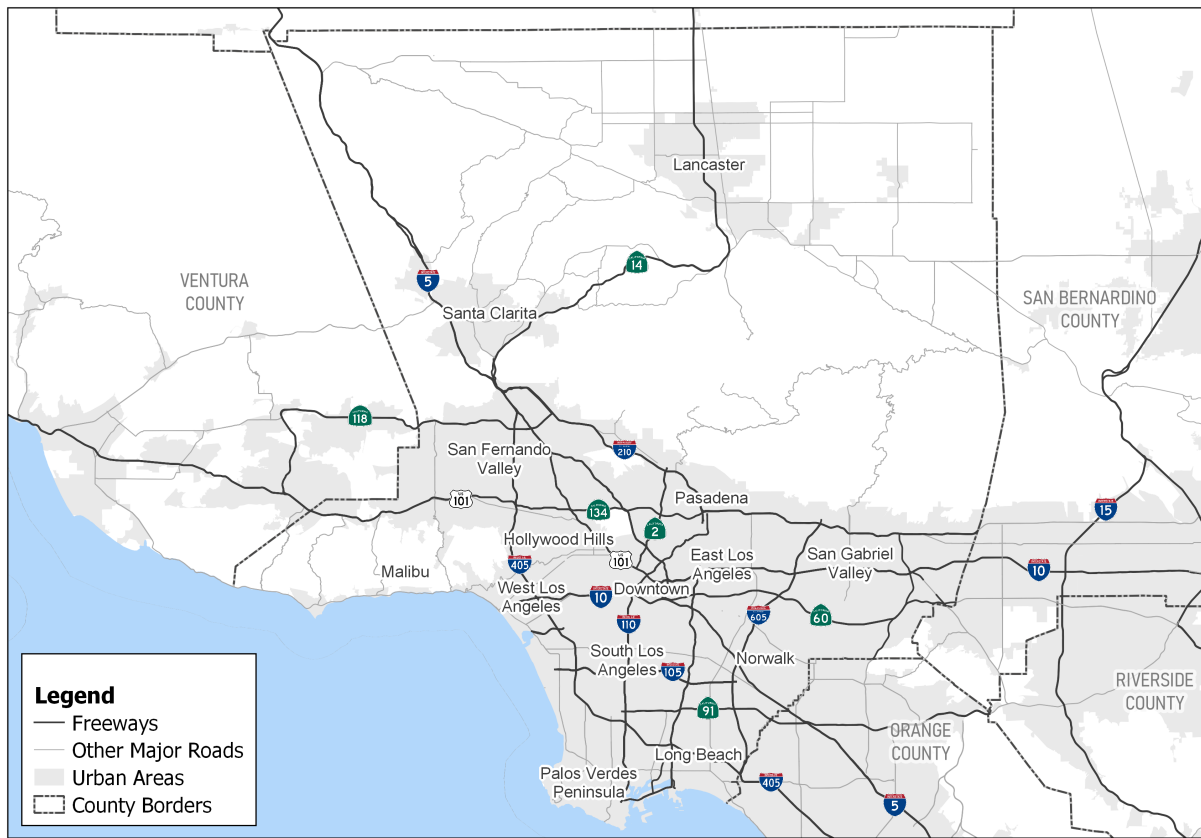 Lancaster
14
VENTURA
COUNTY
5
SAN BERNARDINO
COUNTY
Santa Clarita
118
San Fernando
Valley
210
Pasadena
US
101
134
2
15
Hollywood Hills
US
101
405
East Los
Angeles
San Gabriel
Valley
10
Malibu
West Los
Angeles
10
Downtown
110
605
60
South Los
Angeles
105
Norwalk
RIVERSIDE
COUNTY
91
ORANGE
COUNTY
Long Beach
Palos Verdes
Peninsula
405
5
Legend
Freeways
Other Major Roads
Urban Areas
County Borders